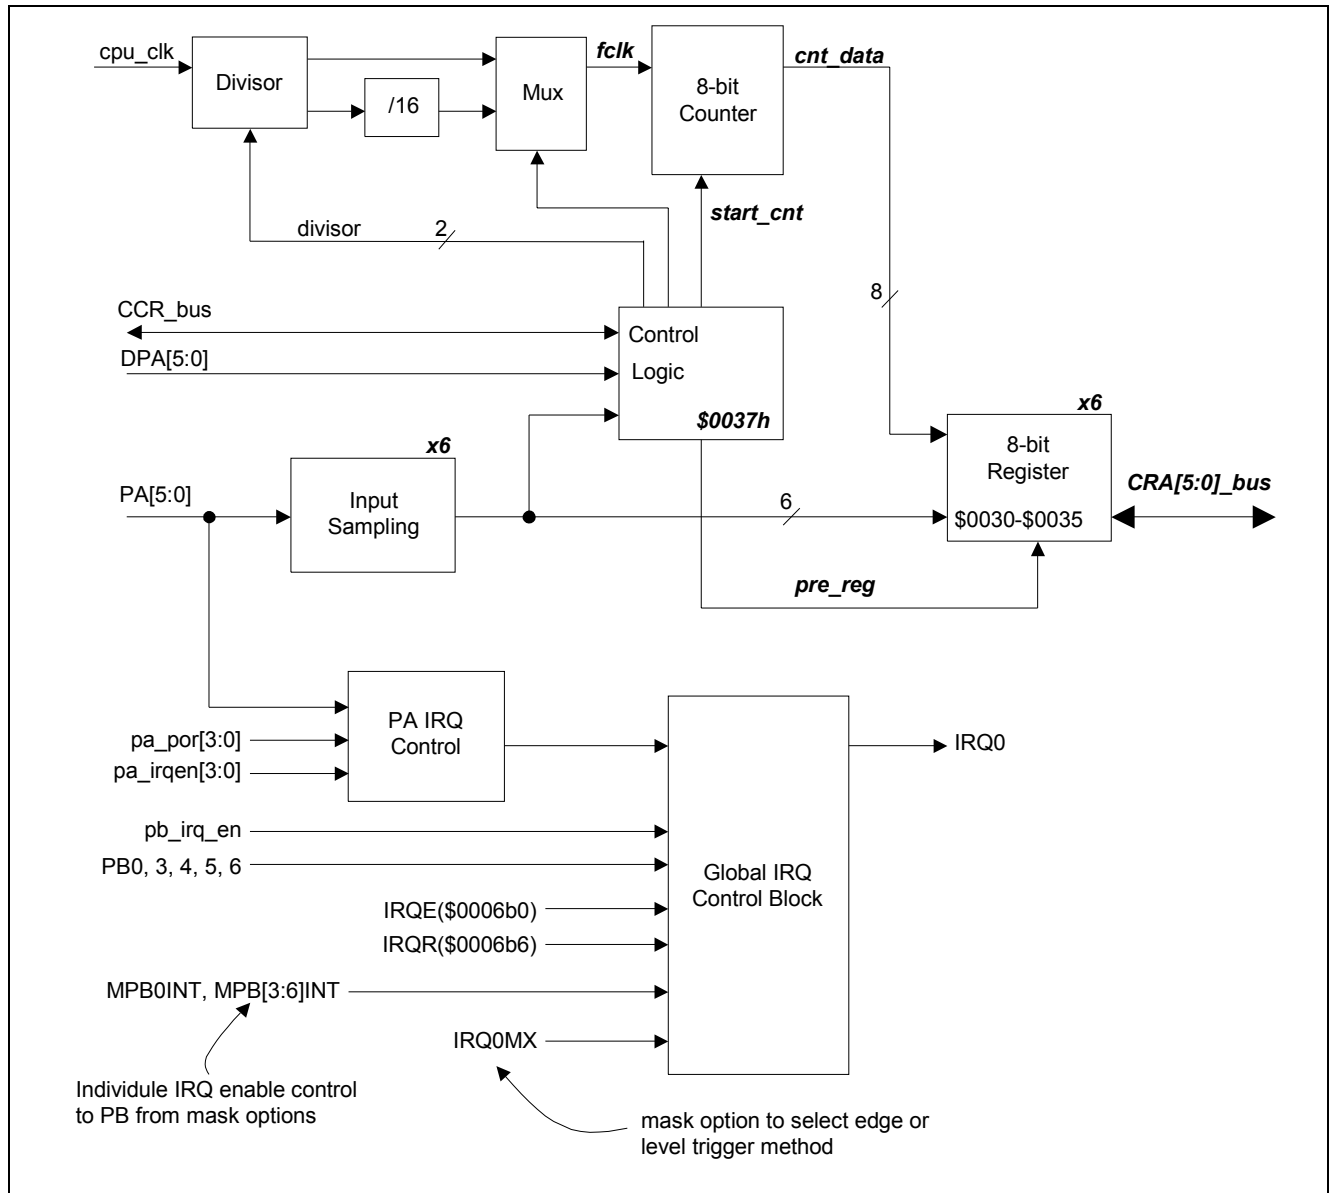 cpu_clk
Divisor
/16
Mux
fclk
8-bit
Counter
cnt_data
start_cnt
divisor
2
8
CCR_bus
DPA[5:0]
Control
Logic
$0037h
x6
8-bit
Register
$0030-$0035
CRA[5:0]_bus
x6
PA[5:0]
Input
Sampling
6
pre_reg
PA IRQ
Control
pa_por[3:0]
pa_irqen[3:0]
IRQ0
pb_irq_en
PB0, 3, 4, 5, 6
Global IRQ
Control Block
IRQE($0006b0)
IRQR($0006b6)
MPB0INT, MPB[3:6]INT
IRQ0MX
Individule IRQ enable control
to PB from mask options
mask option to select edge or
level trigger method